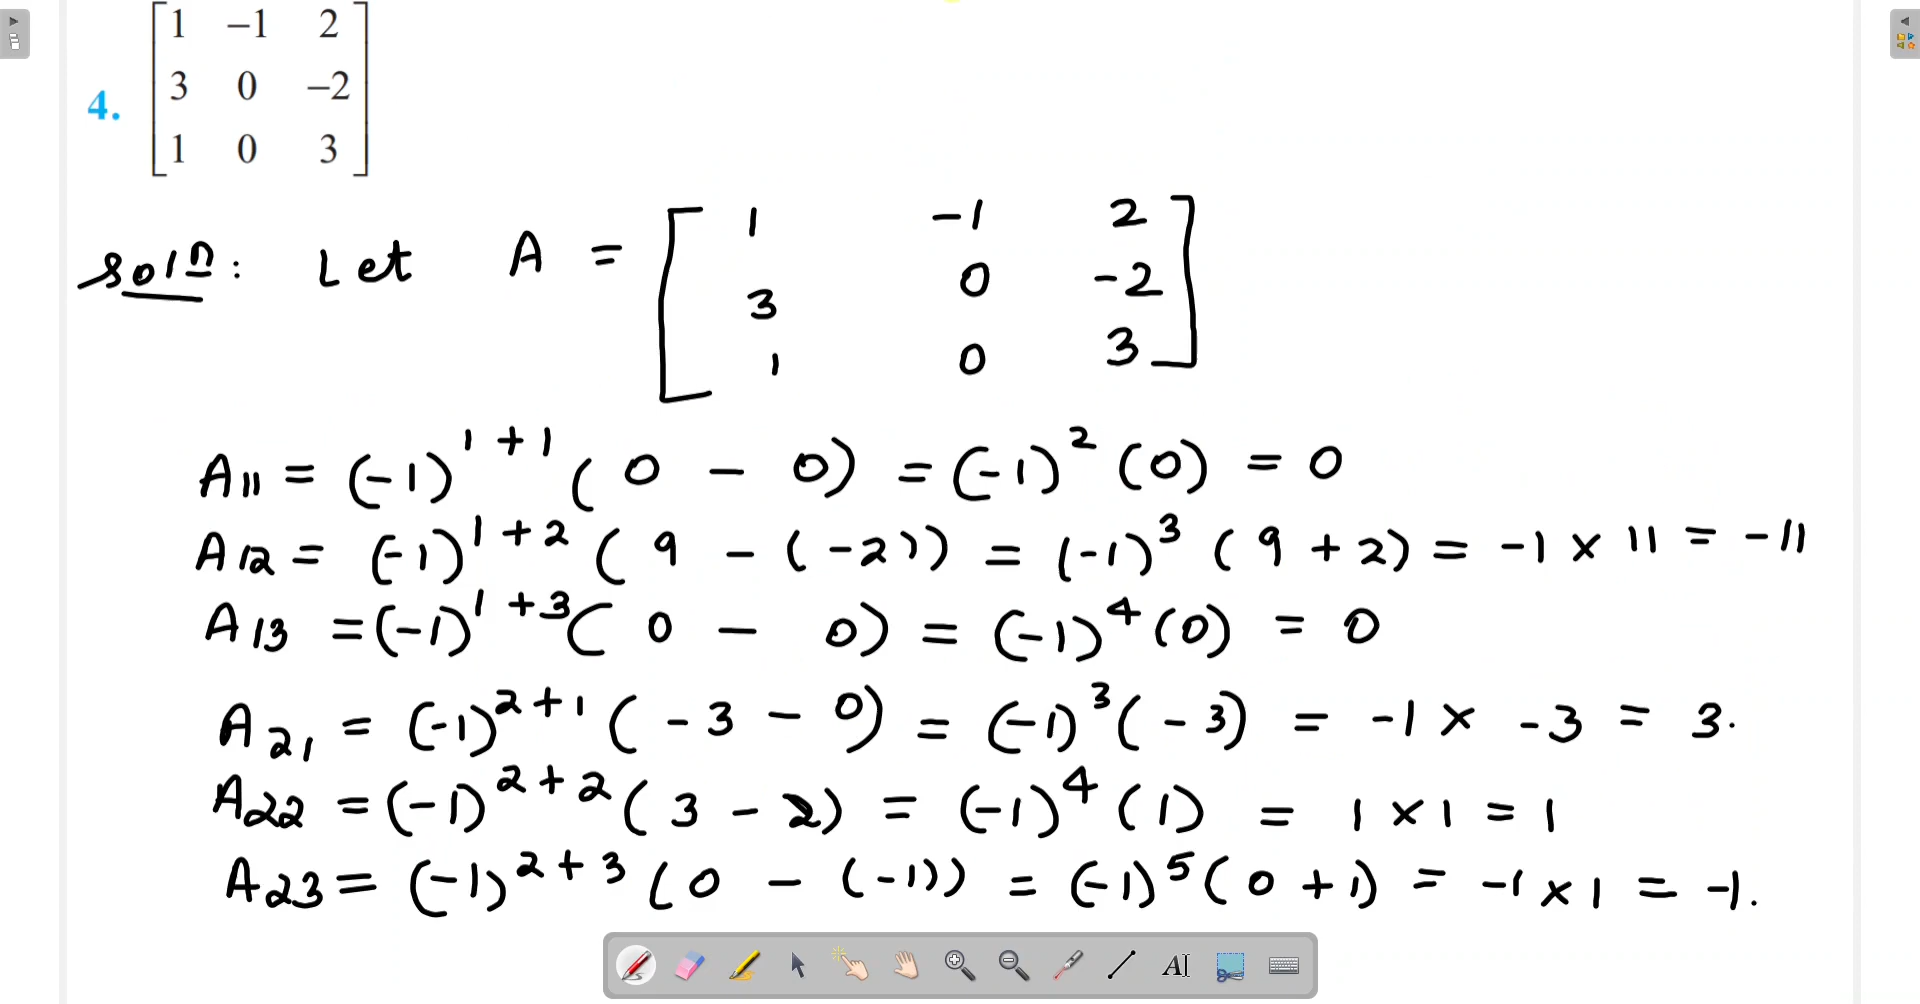 4. [1 −1 2
3 0 −2
1 0 3]
soln: Let A = [1 -1 2
3 0 -2
1 0 3]
A11 = (-1)^1+1 (0 - 0) = (-1)^2 (0) = 0
A12 = (-1)^1+2 (9 - (-2)) = (-1)^3 (9 + 2) = -1 × 11 = -11
A13 = (-1)^1+3 (0 - 0) = (-1)^4 (0) = 0
A21 = (-1)^2+1 (-3 - 0) = (-1)^3 (-3) = -1 × -3 = 3.
A22 = (-1)^2+2 (3 - 2) = (-1)^4 (1) = 1 × 1 = 1
A23 = (-1)^2+3 (0 - (-1)) = (-1)^5 (0 + 1) = -1 × 1 = -1.